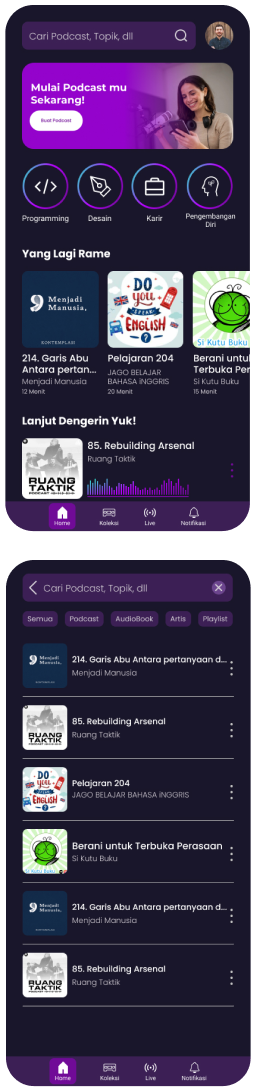 Cari Podcast, Topik, dll
Mulai Podcast mu
Sekarang!
Buat Podcast
Programming
Desain
Karir
Pengembangan
Diri
Yang Lagi Rame
Menjadi
Manusia.
KONTEMPLASI
DO
you
SPEAK
ENGLISH
?
Si Kutu Buku
214. Garis Abu
Antara pertan...
Menjadi Manusia
12 Menit
Pelajaran 204
JAGO BELAJAR
BAHASA iNGGRIS
20 Menit
Berani untu
Terbuka Per
Si Kutu Buku
15 Menit
Lanjut Dengerin Yuk!
RUANG
TAKTIK
85. Rebuilding Arsenal
Ruang Taktik
Home
Koleksi
Live
Notifikasi
Cari Podcast, Topik, dll
Semua
Podcast
AudioBook
Artis
Playlist
Menjadi
Manusia.
214. Garis Abu Antara pertanyaan d...
Menjadi Manusia
RUANG
TAKTIK
85. Rebuilding Arsenal
Ruang Taktik
DO
you
ENGLISH
?
Pelajaran 204
JAGO BELAJAR BAHASA iNGGRIS
Si Kutu Buku
Berani untuk Terbuka Perasaan
Si Kutu Buku
Menjadi
Manusia.
214. Garis Abu Antara pertanyaan d...
Menjadi Manusia
RUANG
TAKTIK
85. Rebuilding Arsenal
Ruang Taktik
Home
Koleksi
Live
Notifikasi